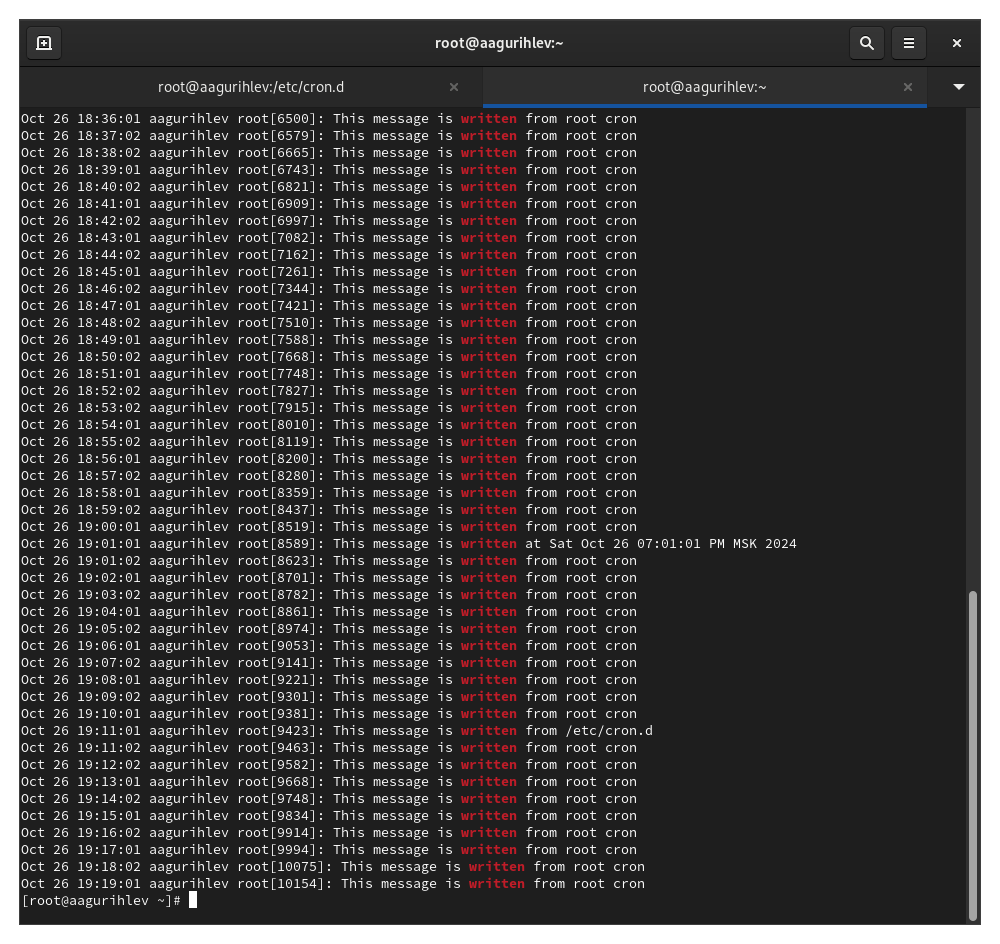 root@aagurihlev:~
root@aagurihlev:/etc/cron.d
root@aagurihlev:~
Oct 26 18:36:01 aagurihlev root[6500]: This message is written from root cron
Oct 26 18:37:02 aagurihlev root[6579]: This message is written from root cron
Oct 26 18:38:02 aagurihlev root[6665]: This message is written from root cron
Oct 26 18:39:01 aagurihlev root[6743]: This message is written from root cron
Oct 26 18:40:02 aagurihlev root[6821]: This message is written from root cron
Oct 26 18:41:01 aagurihlev root[6909]: This message is written from root cron
Oct 26 18:42:02 aagurihlev root[6997]: This message is written from root cron
Oct 26 18:43:01 aagurihlev root[7082]: This message is written from root cron
Oct 26 18:44:02 aagurihlev root[7162]: This message is written from root cron
Oct 26 18:45:01 aagurihlev root[7261]: This message is written from root cron
Oct 26 18:46:02 aagurihlev root[7344]: This message is written from root cron
Oct 26 18:47:01 aagurihlev root[7421]: This message is written from root cron
Oct 26 18:48:02 aagurihlev root[7510]: This message is written from root cron
Oct 26 18:49:01 aagurihlev root[7588]: This message is written from root cron
Oct 26 18:50:02 aagurihlev root[7668]: This message is written from root cron
Oct 26 18:51:01 aagurihlev root[7748]: This message is written from root cron
Oct 26 18:52:02 aagurihlev root[7827]: This message is written from root cron
Oct 26 18:53:02 aagurihlev root[7915]: This message is written from root cron
Oct 26 18:54:01 aagurihlev root[8010]: This message is written from root cron
Oct 26 18:55:02 aagurihlev root[8119]: This message is written from root cron
Oct 26 18:56:01 aagurihlev root[8200]: This message is written from root cron
Oct 26 18:57:02 aagurihlev root[8280]: This message is written from root cron
Oct 26 18:58:01 aagurihlev root[8359]: This message is written from root cron
Oct 26 18:59:02 aagurihlev root[8437]: This message is written from root cron
Oct 26 19:00:01 aagurihlev root[8519]: This message is written from root cron
Oct 26 19:01:01 aagurihlev root[8589]: This message is written at Sat Oct 26 07:01:01 PM MSK 2024
Oct 26 19:01:02 aagurihlev root[8623]: This message is written from root cron
Oct 26 19:02:01 aagurihlev root[8701]: This message is written from root cron
Oct 26 19:03:02 aagurihlev root[8782]: This message is written from root cron
Oct 26 19:04:01 aagurihlev root[8861]: This message is written from root cron
Oct 26 19:05:02 aagurihlev root[8974]: This message is written from root cron
Oct 26 19:06:01 aagurihlev root[9053]: This message is written from root cron
Oct 26 19:07:02 aagurihlev root[9141]: This message is written from root cron
Oct 26 19:08:01 aagurihlev root[9221]: This message is written from root cron
Oct 26 19:09:02 aagurihlev root[9301]: This message is written from root cron
Oct 26 19:10:01 aagurihlev root[9381]: This message is written from root cron
Oct 26 19:11:01 aagurihlev root[9423]: This message is written from /etc/cron.d
Oct 26 19:11:02 aagurihlev root[9463]: This message is written from root cron
Oct 26 19:12:02 aagurihlev root[9582]: This message is written from root cron
Oct 26 19:13:01 aagurihlev root[9668]: This message is written from root cron
Oct 26 19:14:02 aagurihlev root[9748]: This message is written from root cron
Oct 26 19:15:01 aagurihlev root[9834]: This message is written from root cron
Oct 26 19:16:02 aagurihlev root[9914]: This message is written from root cron
Oct 26 19:17:01 aagurihlev root[9994]: This message is written from root cron
Oct 26 19:18:02 aagurihlev root[10075]: This message is written from root cron
Oct 26 19:19:01 aagurihlev root[10154]: This message is written from root cron
[root@aagurihlev ~]#